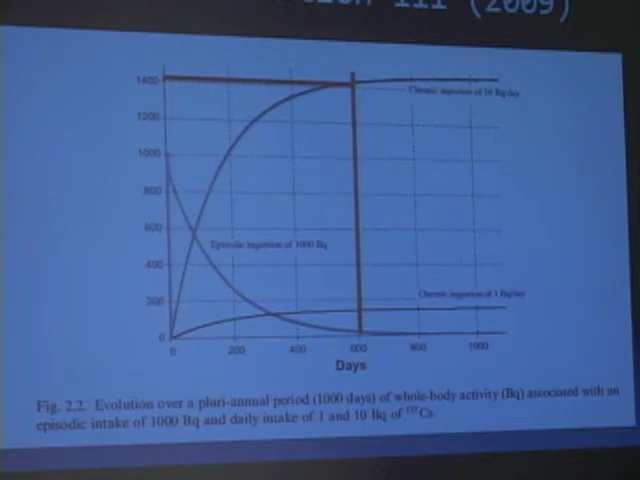 III (2009)
1400
Chronic ingestion of 10 Bq/day
1200
1000
800
600
Episodic ingestion of 1000 Bq
400
Chronic ingestion of 1 Bq/day
200
0
0 200 400 600 800 1000
Days
Fig. 2.2. Evolution over a pluri-annual period (1000 days) of whole-body activity (Bq) associated with an
episodic intake of 1000 Bq and daily intake of 1 and 10 Bq of 137Cs.